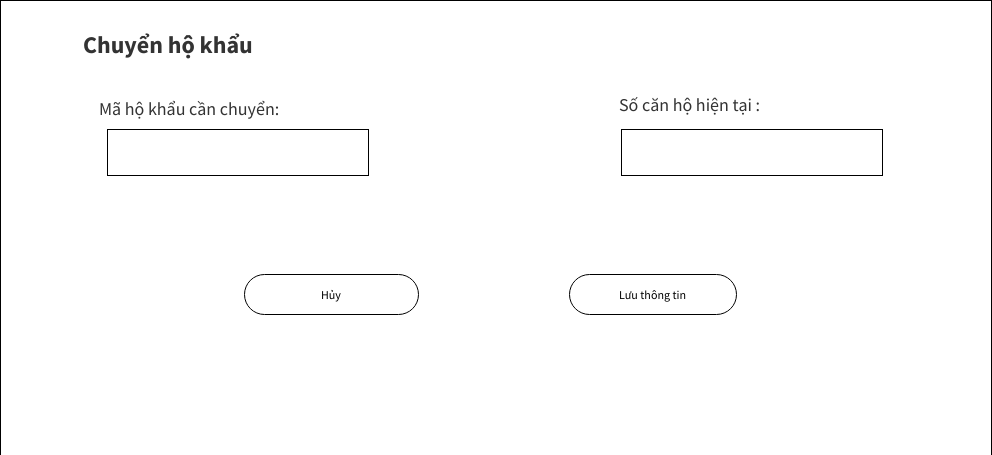 Chuyển hộ khẩu
Mã hộ khẩu cần chuyển:
Số căn hộ hiện tại :
Hủy
Lưu thông tin